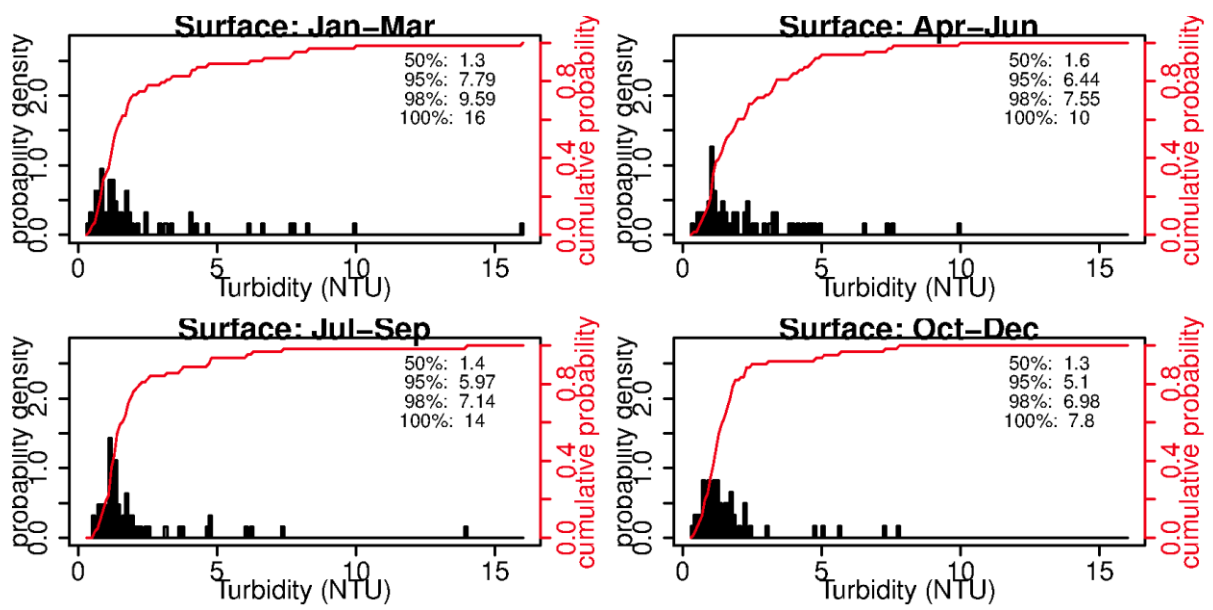 Surface: Jan-Mar
probability density
0.0 1.0 2.0
50%: 1.3
95%: 7.79
98%: 9.59
100%: 16
0.0 0.4 0.8
cumulative probability
0 5 10 15
Turbidity (NTU)
Surface: Apr-Jun
probability density
0.0 1.0 2.0
50%: 1.6
95%: 6.44
98%: 7.55
100%: 10
0.0 0.4 0.8
cumulative probability
0 5 10 15
Turbidity (NTU)
Surface: Jul-Sep
probability density
0.0 1.0 2.0
50%: 1.4
95%: 5.97
98%: 7.14
100%: 14
0.0 0.4 0.8
cumulative probability
0 5 10 15
Turbidity (NTU)
Surface: Oct-Dec
probability density
0.0 1.0 2.0
50%: 1.3
95%: 5.1
98%: 6.98
100%: 7.8
0.0 0.4 0.8
cumulative probability
0 5 10 15
Turbidity (NTU)